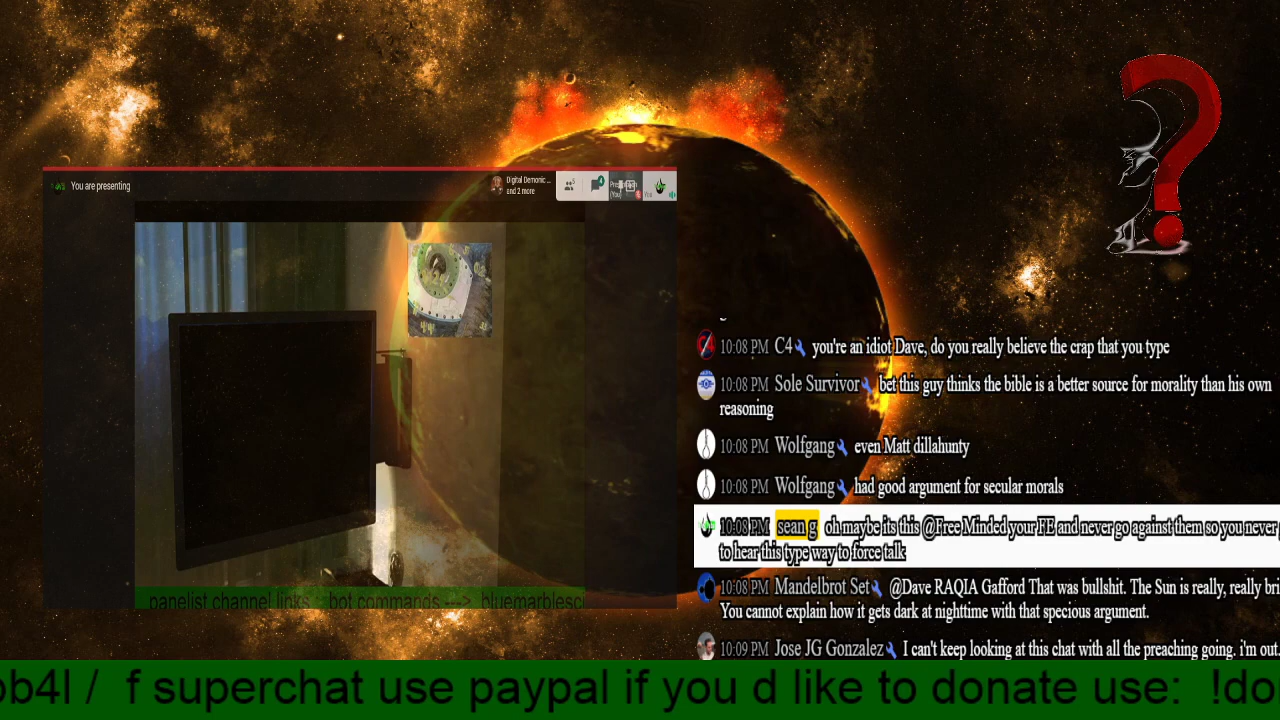 You are presenting
Digital Demonic ...
and 2 more
You
10:08 PM C4 you're an idiot Dave, do you really believe the crap that you type
10:08 PM Sole Survivor bet this guy thinks the bible is a better source for morality than his own
reasoning
10:08 PM Wolfgang even Matt dillahunty
10:08 PM Wolfgang had good argument for secular morals
10:08 PM sean g oh maybe its this @Free Minded your FE and never go against them so you never
to hear this type way to force talk
10:08 PM Mandelbrot Set @Dave RAQIA Gafford That was bullshit. The Sun is really, really bri
You cannot explain how it gets dark at nighttime with that specious argument.
10:09 PM Jose JG Gonzalez I can't keep looking at this chat with all the preaching going. i'm out.
panelist channel links bot commands ---> bluemarblesci
ob4l / f superchat use paypal if you d like to donate use: !do